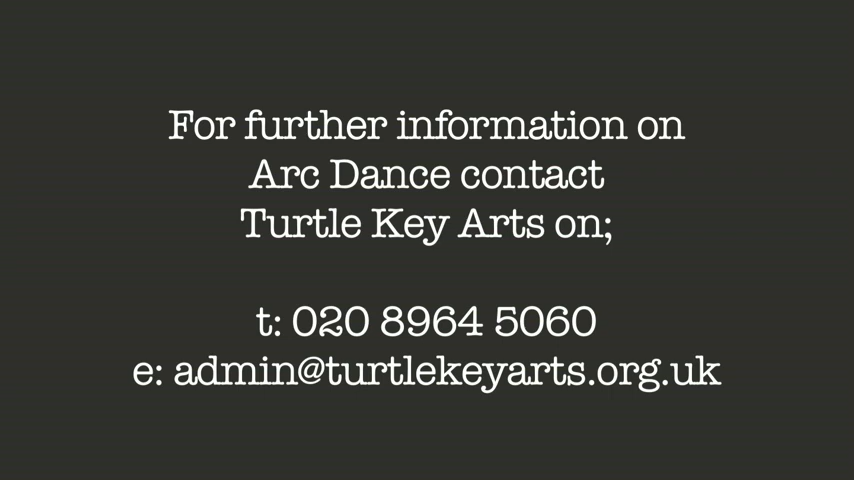 For further information on
Arc Dance contact
Turtle Key Arts on;
t: 020 8964 5060
e: admin@turtlekeyarts.org.uk